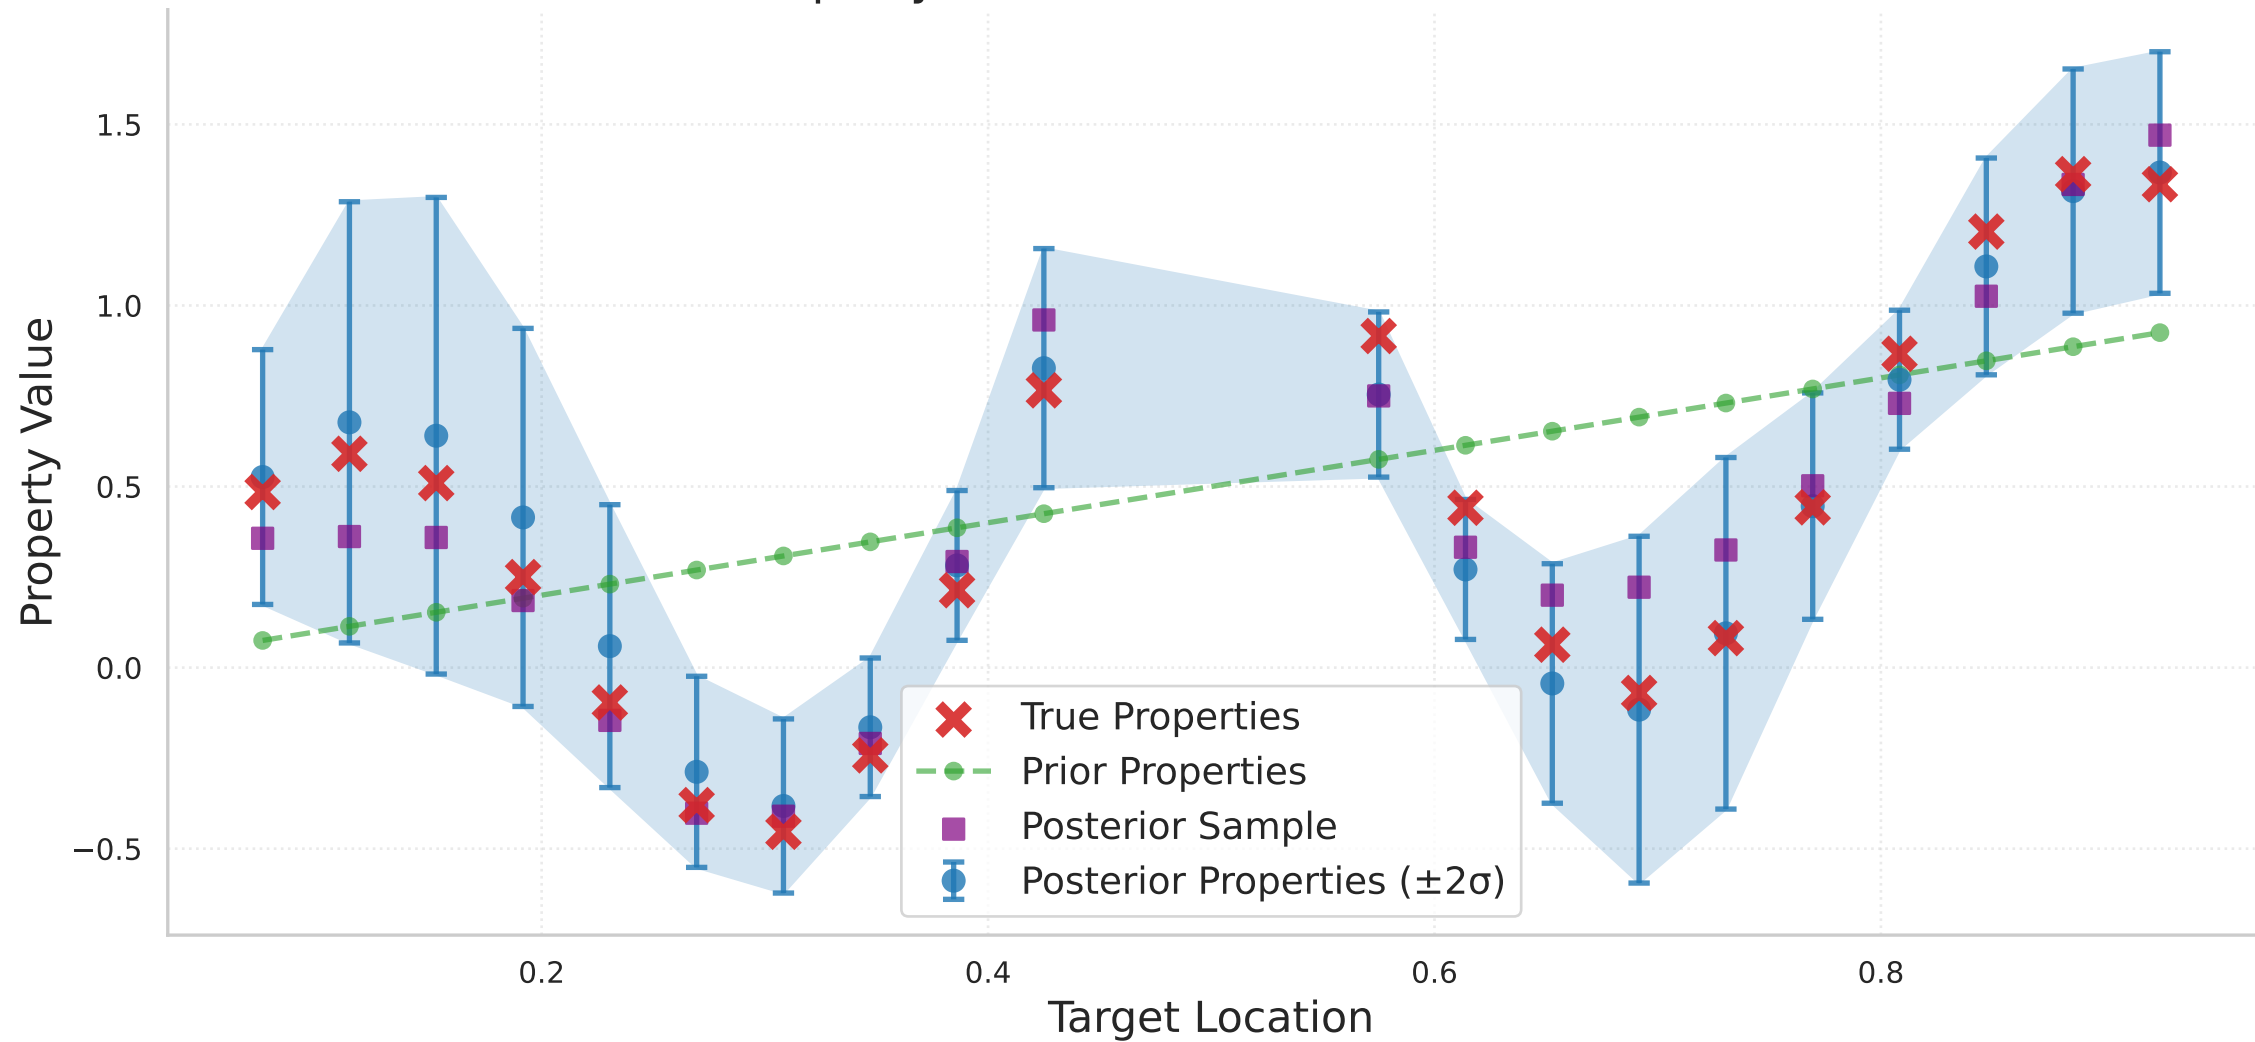 1.5
1.0
0.5
0.0
−0.5
Property Value
True Properties
Prior Properties
Posterior Sample
Posterior Properties (±2σ)
0.2
0.4
0.6
0.8
Target Location